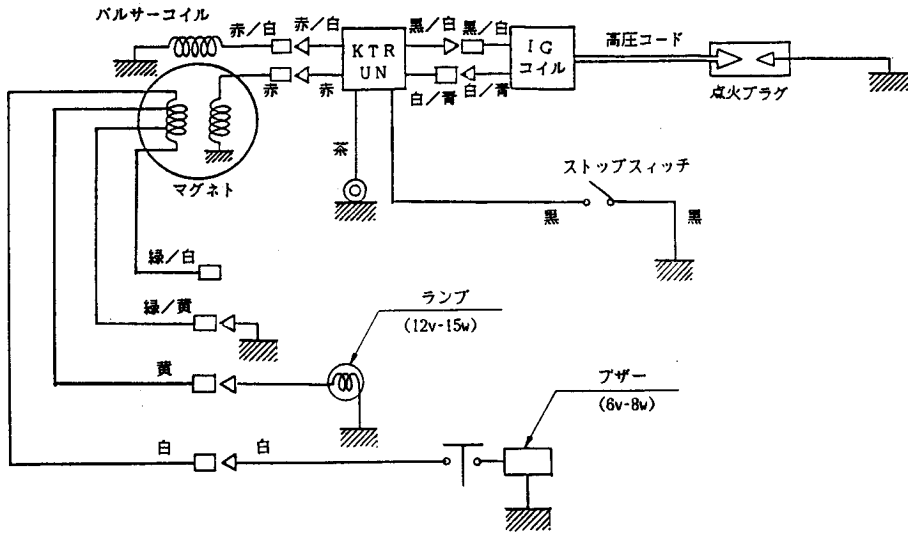 パルサーコイル
赤／白
赤／白
黒／白
黒／白
KTR
UN
IG
コイル
高圧コード
点火プラグ
赤
赤
白／青
白／青
マグネト
茶
ストップスィッチ
黒
黒
緑／白
緑／黄
ランプ
(12v-15w)
黄
ブザー
(6v-8w)
白
白